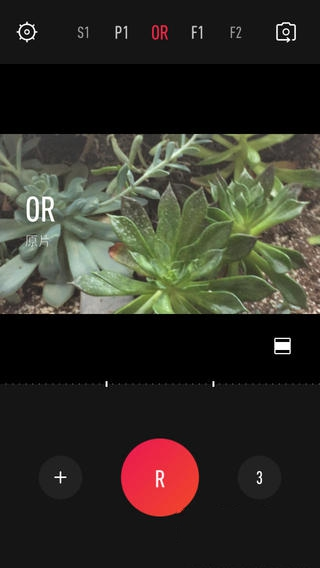 S1 P1 OR F1 F2
OR
原片
+ R 3